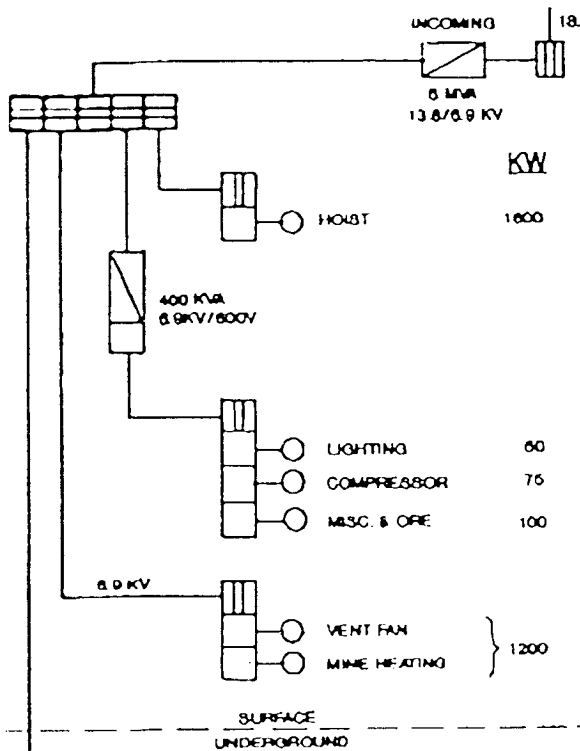 INCOMING
18.
6 MVA
13.8/6.9 KV
KW
HOIST 1600
400 KVA
6.9KV/600V
LIGHTING 60
COMPRESSOR 75
MISC. & ORE 100
6.9 KV
VENT FAN
MINE HEATING
1200
SURFACE
UNDERGROUND